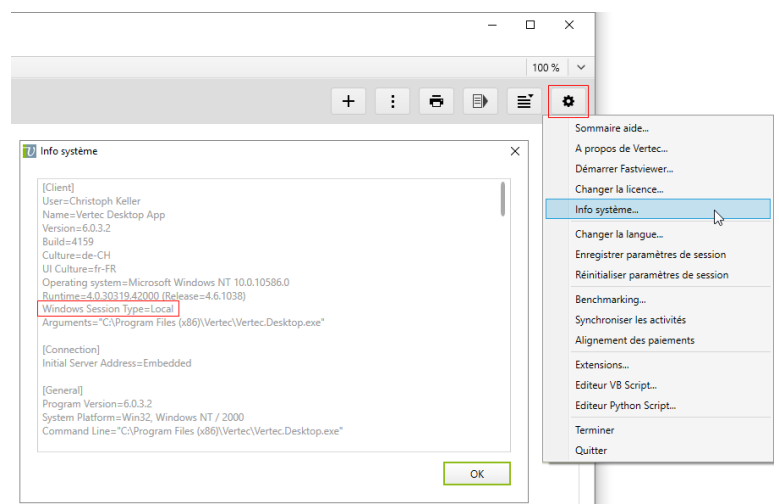 100 %
Info système
[Client]
User=Christoph Keller
Name=Vertec Desktop App
Version=6.0.3.2
Build=4159
Culture=de-CH
UI Culture=fr-FR
Operating system=Microsoft Windows NT 10.0.10586.0
Runtime=4.0.30319.42000 (Release=4.6.1038)
Windows Session Type=Local
Arguments="C:\Program Files (x86)\Vertec\Vertec.Desktop.exe"
[Connection]
Initial Server Address=Embedded
[General]
Program Version=6.0.3.2
System Platform=Win32, Windows NT / 2000
Command Line="C:\Program Files (x86)\Vertec\Vertec.Desktop.exe"
OK
Sommaire aide...
A propos de Vertec...
Démarrer Fastviewer...
Changer la licence...
Info système...
Changer la langue...
Enregistrer paramètres de session
Réinitialiser paramètres de session
Benchmarking...
Synchroniser les activités
Alignement des paiements
Extensions...
Editeur VB Script...
Editeur Python Script...
Terminer
Quitter